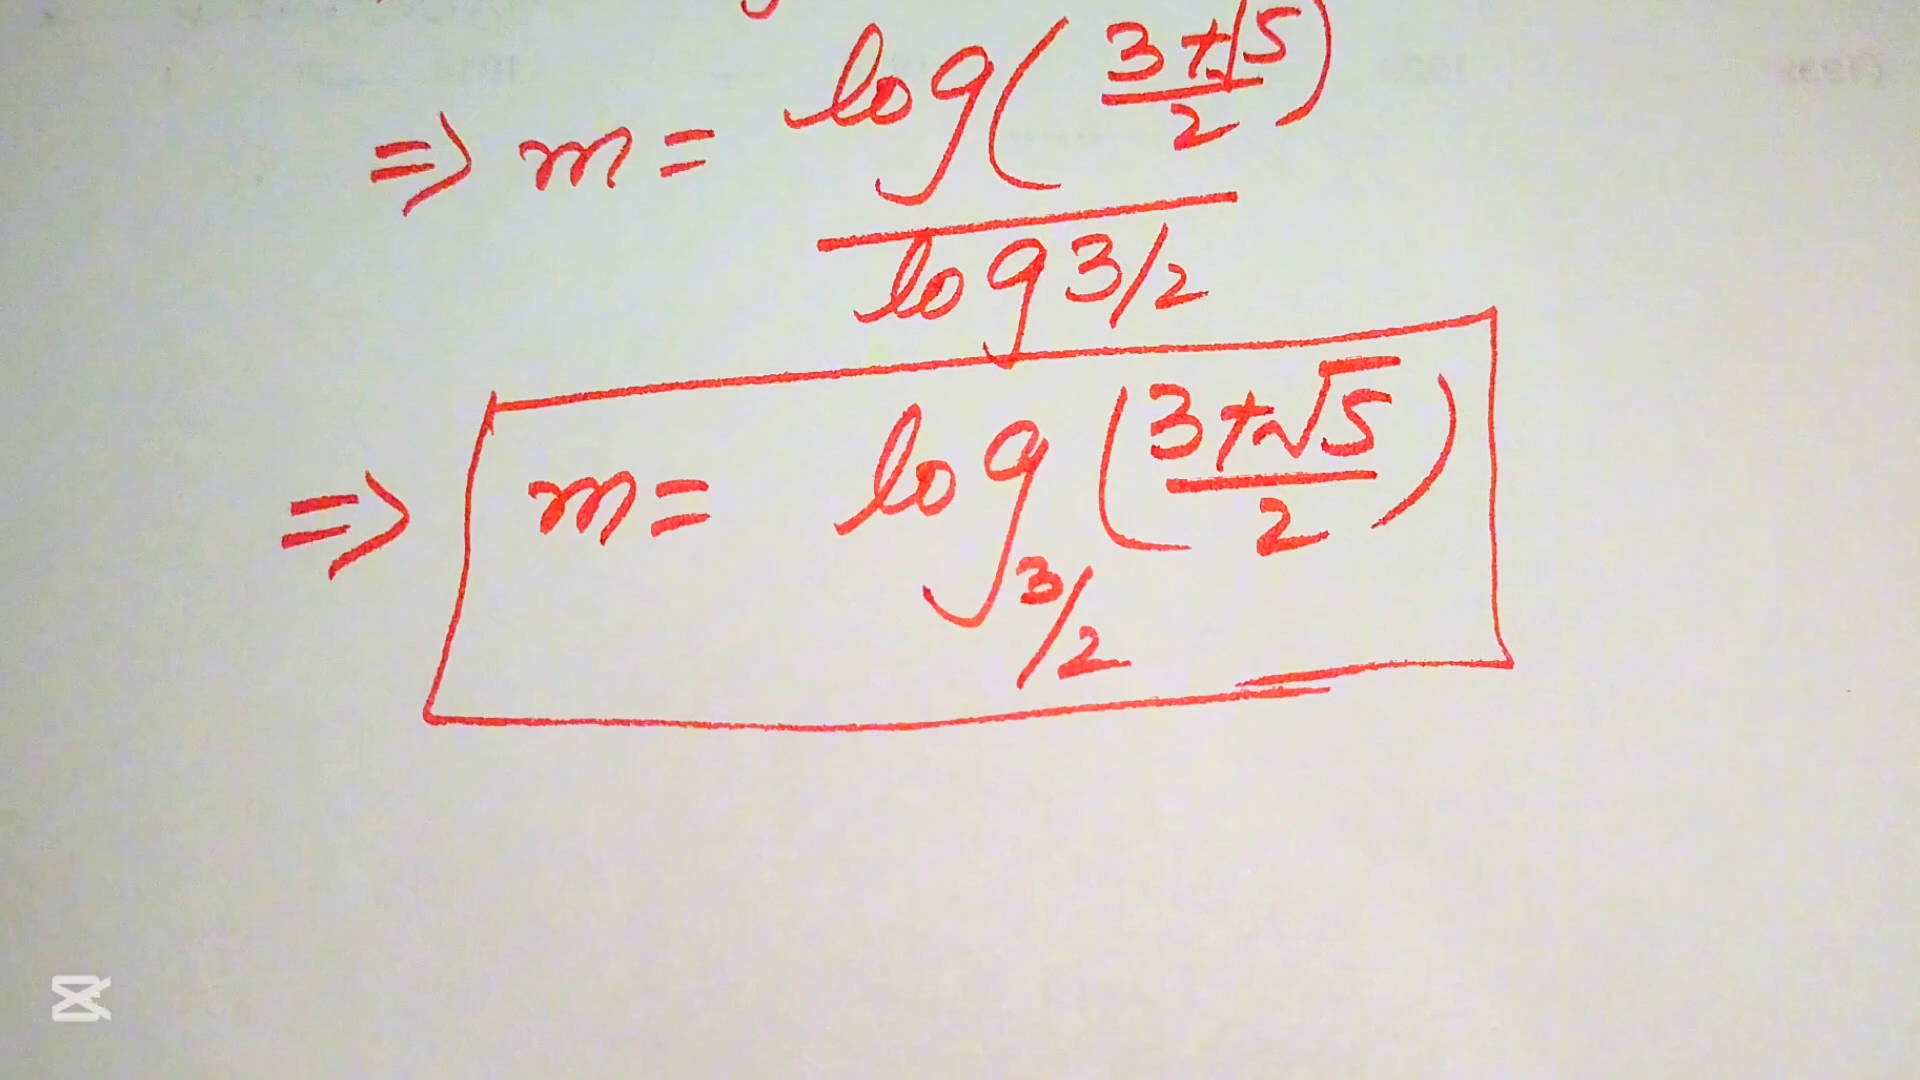 => m = log((3+√5)/2) / log 3/2
=> m = log_{3/2} ((3+√5)/2)